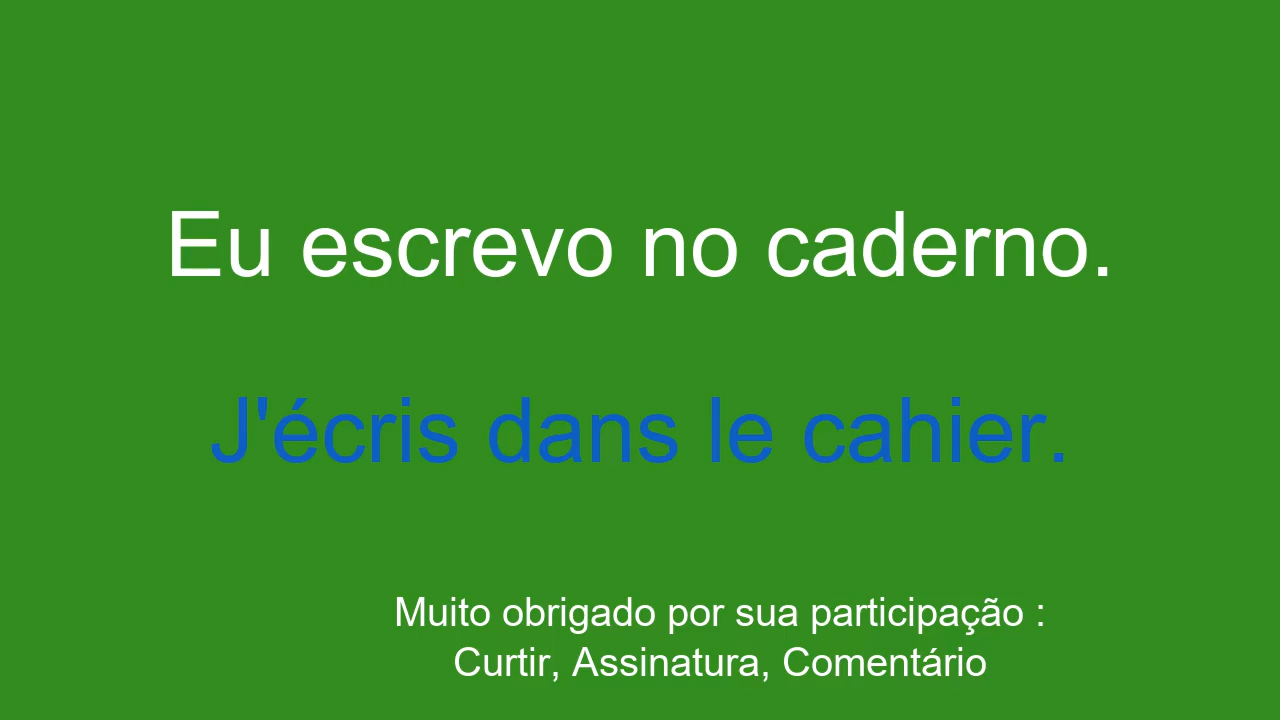 Eu escrevo no caderno.
J'écris dans le cahier.
Muito obrigado por sua participação :
Curtir, Assinatura, Comentário